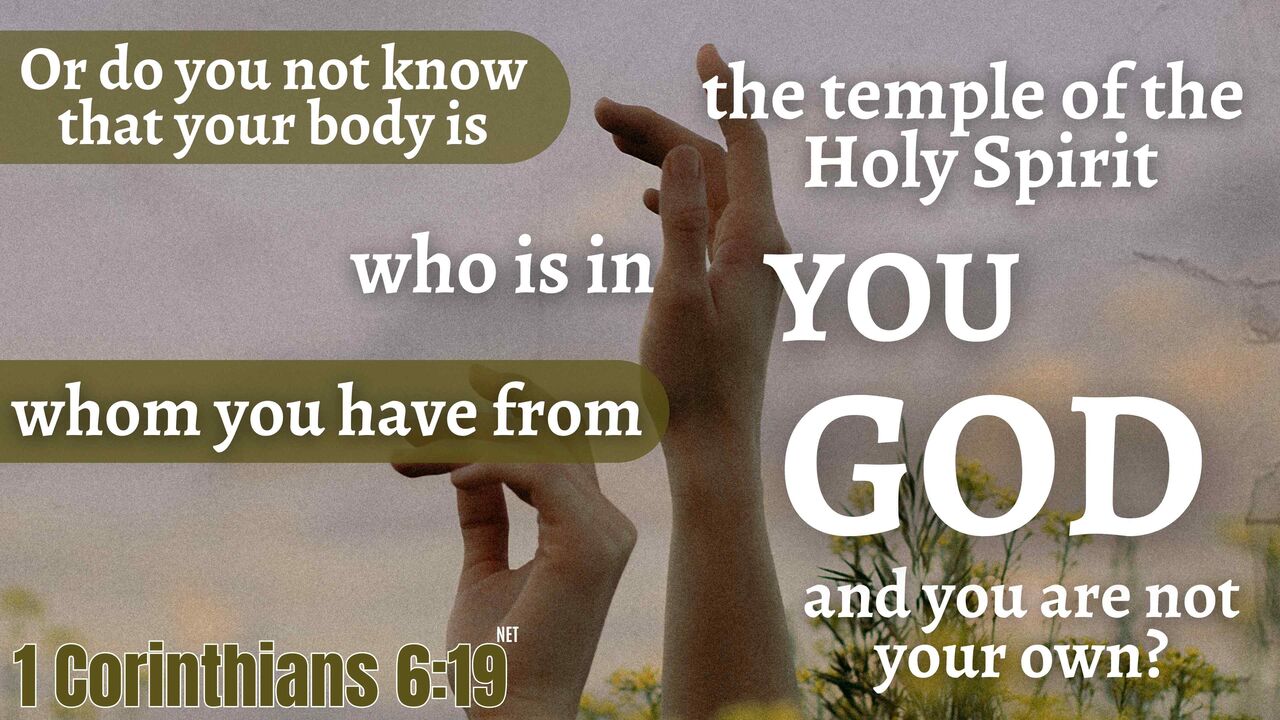 Or do you not know
that your body is
the temple of the
Holy Spirit
who is in
YOU
whom you have from
GOD
and you are not
your own?
1 Corinthians 6:19
NET